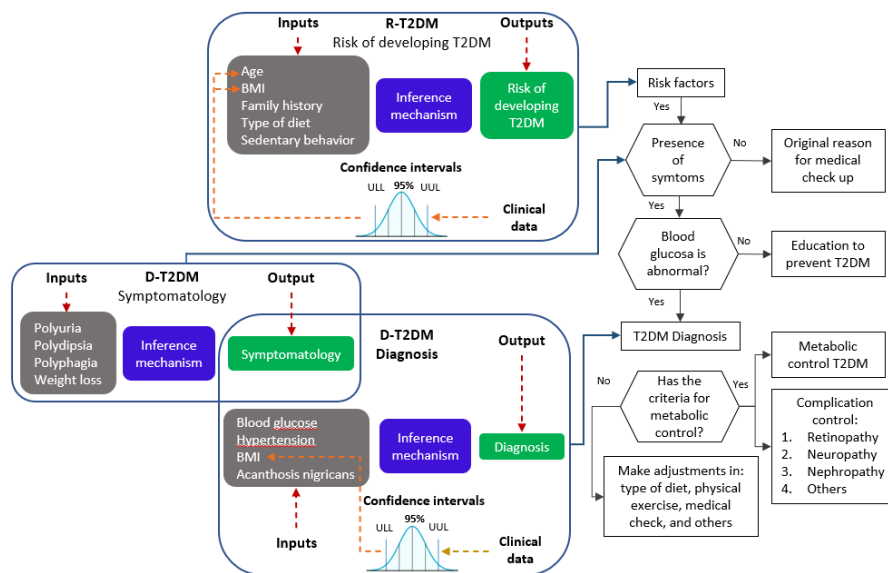 Inputs
R-T2DM
Risk of developing T2DM
Outputs
Age
BMI
Family history
Type of diet
Sedentary behavior
Inference
mechanism
Risk of
developing
T2DM
Confidence intervals
ULL
95%
UUL
Clinical
data
Risk factors
Yes
Presence
of
symtoms
No
Original reason
for medical
check up
Yes
Blood
glucosa is
abnormal?
No
Education to
prevent T2DM
Yes
T2DM Diagnosis
Inputs
D-T2DM
Symptomatology
Output
Polyuria
Polydipsia
Polyphagia
Weight loss
Inference
mechanism
Symptomatology
D-T2DM
Diagnosis
Output
Blood glucose
Hypertension
BMI
Acanthosis nigricans
Inference
mechanism
Diagnosis
Confidence intervals
ULL
95%
UUL
Inputs
Clinical
data
No
Has the
criteria for
metabolic
control?
Yes
Metabolic
control T2DM
Complication
control:
1. Retinopathy
2. Neuropathy
3. Nephropathy
4. Others
Make adjustments in:
type of diet, physical
exercise, medical
check, and others